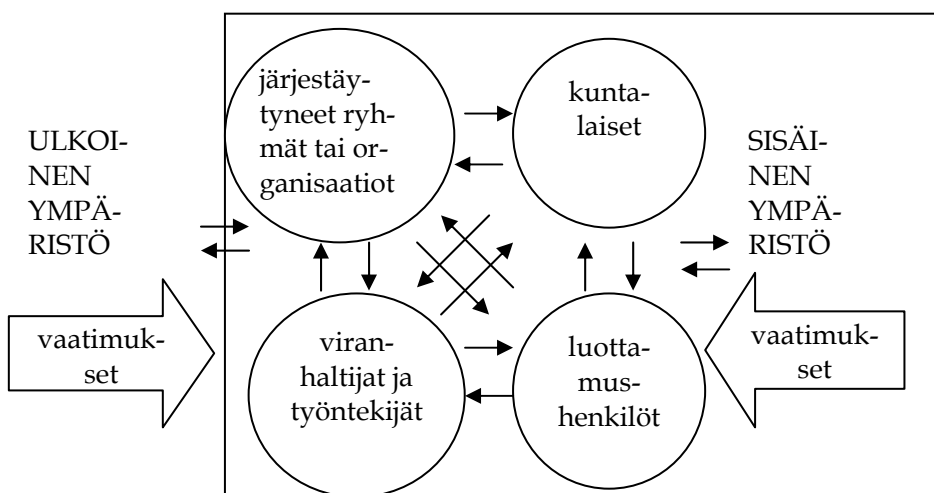 järjestäy-
tyneet ryh-
mät tai or-
ganisaatiot
kunta-
laiset
ULKOI-
NEN
YMPÄ-
RISTÖ
SISÄI-
NEN
YMPÄ-
RISTÖ
vaatimuk-
set
viran-
haltijat ja
työntekijät
luotta-
mus-
henkilöt
vaatimuk-
set